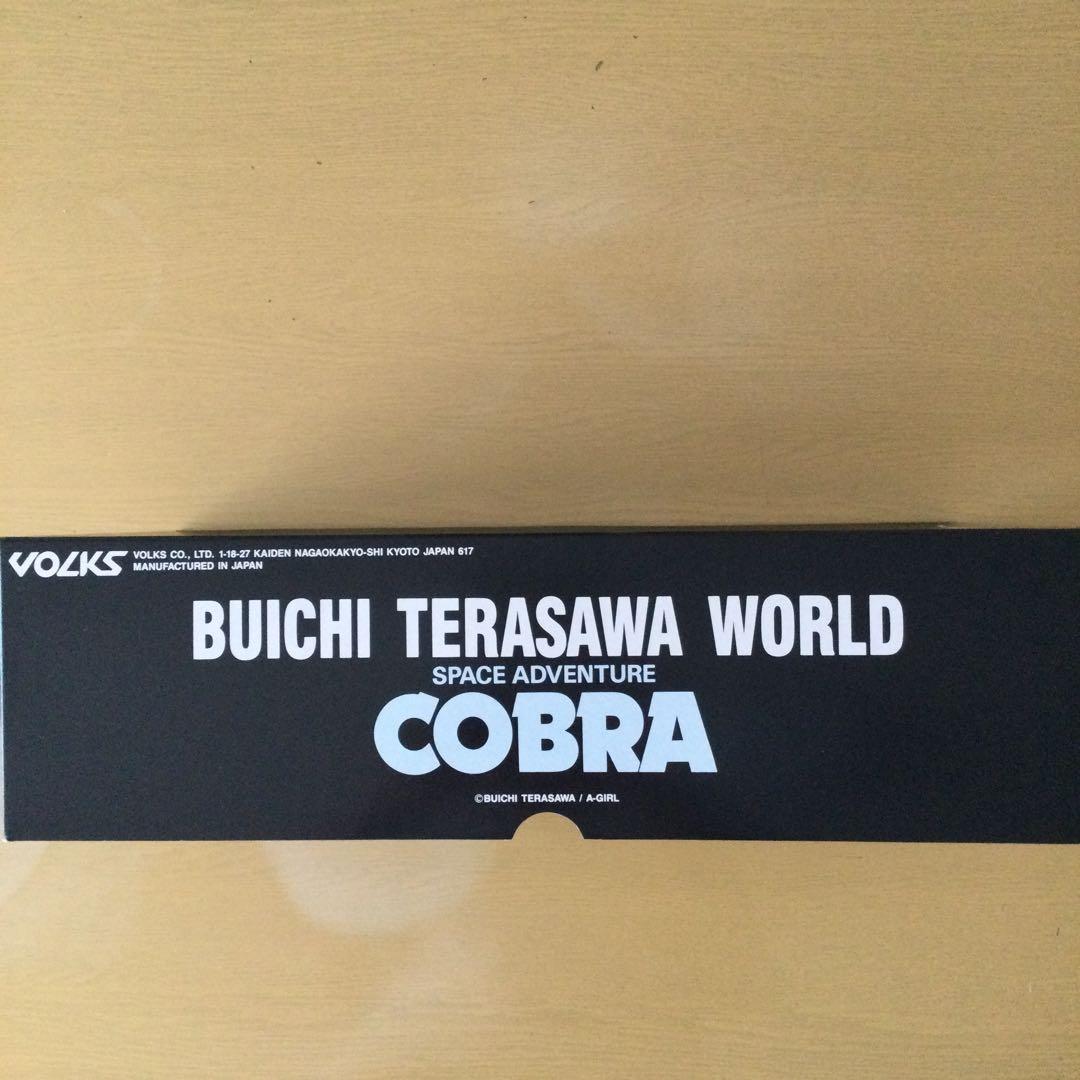 VOLKS
VOLKS CO., LTD. 1-18-27 KAIDEN NAGAOKAKYO-SHI KYOTO JAPAN 617
MANUFACTURED IN JAPAN
BUICHI TERASAWA WORLD
SPACE ADVENTURE
COBRA
©BUICHI TERASAWA / A-GIRL